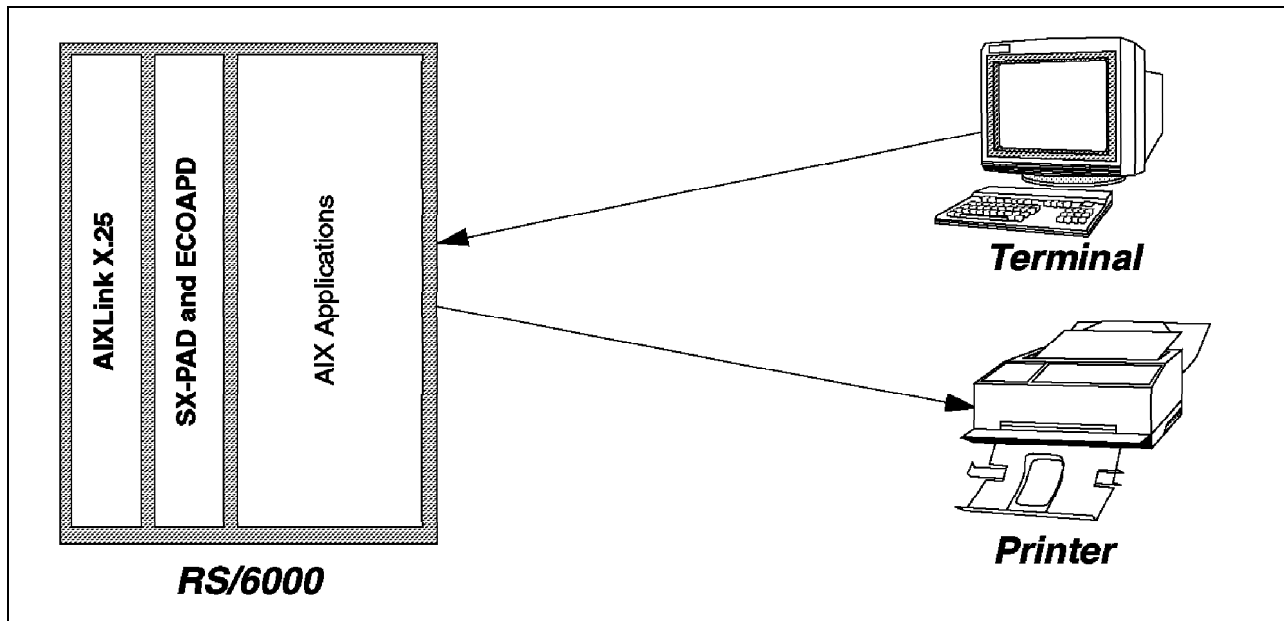 AIXLink X.25
SX-PAD and ECOAPD
AIX Applications
RS/6000
Terminal
Printer